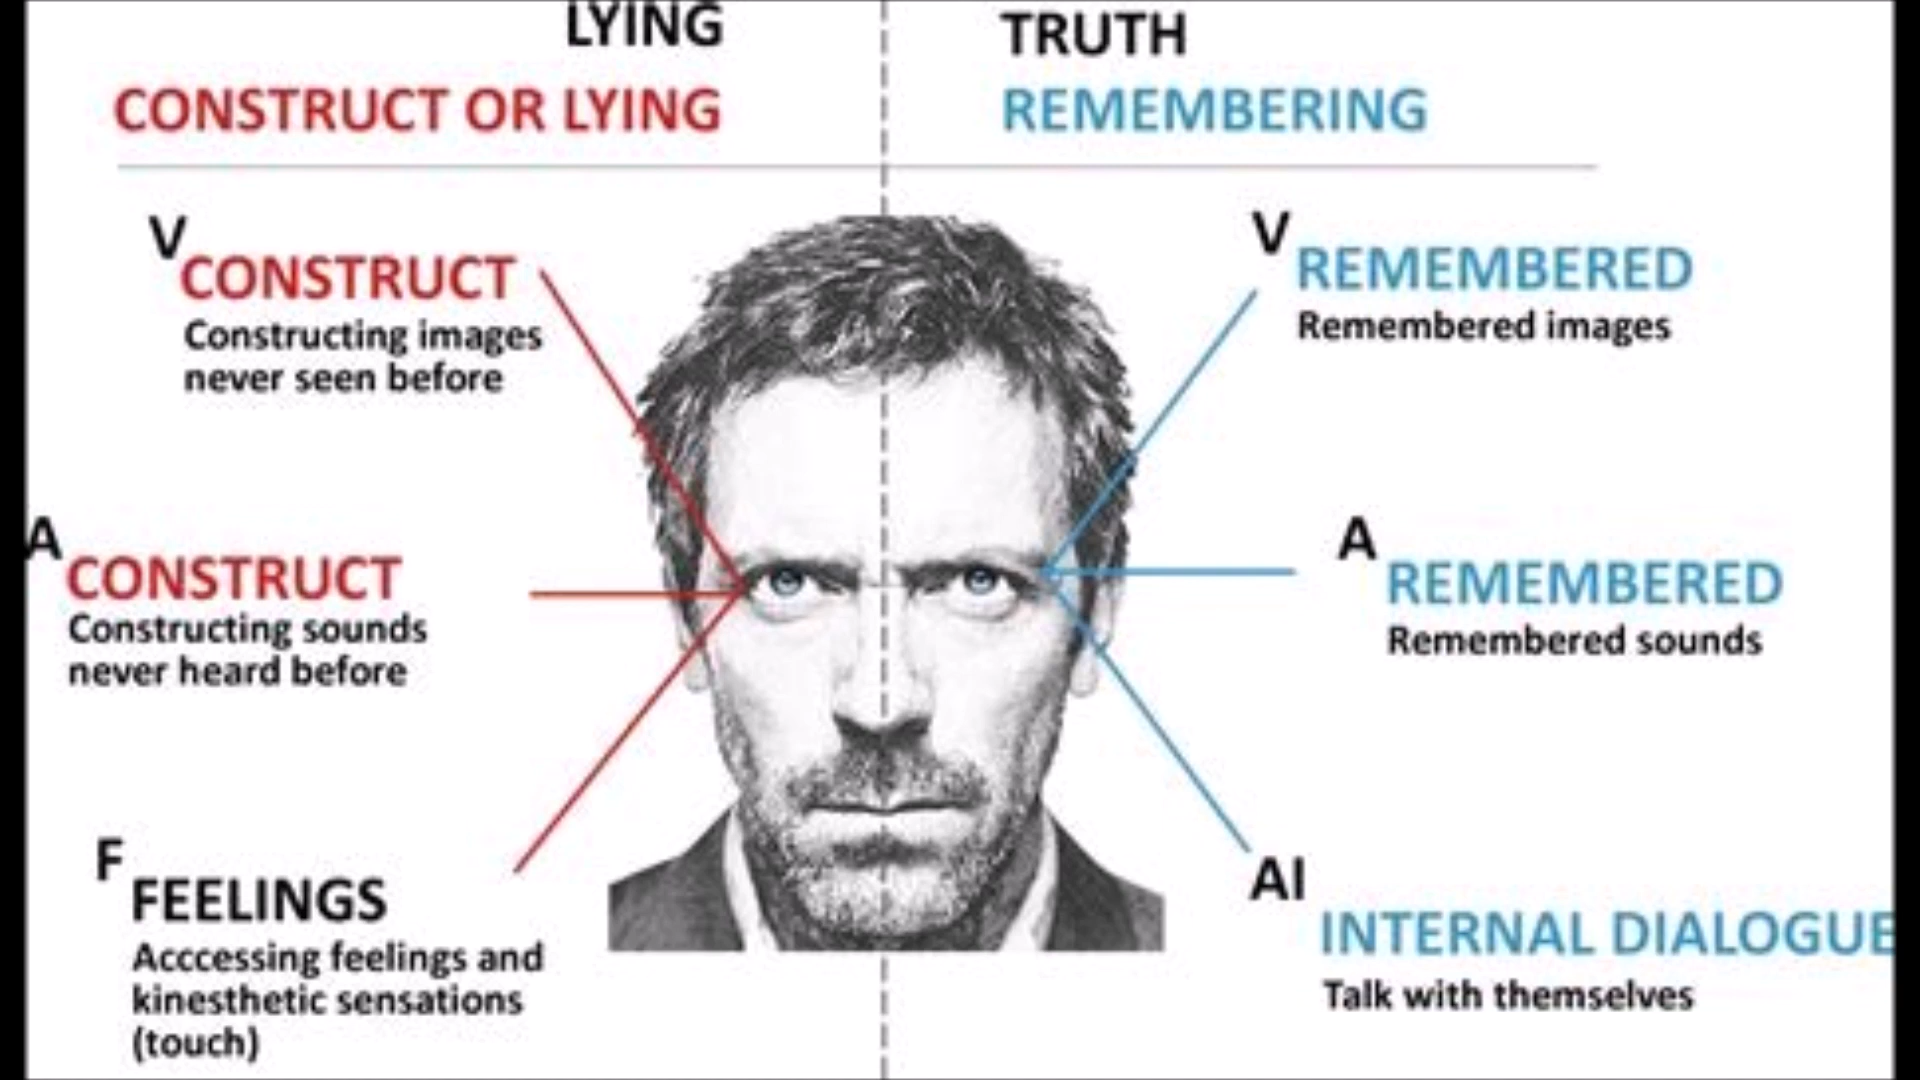 LYING
TRUTH
CONSTRUCT OR LYING
REMEMBERING
V
CONSTRUCT
Constructing images
never seen before
V
REMEMBERED
Remembered images
A
CONSTRUCT
Constructing sounds
never heard before
A
REMEMBERED
Remembered sounds
F
FEELINGS
Acccessing feelings and
kinesthetic sensations
(touch)
AI
INTERNAL DIALOGUE
Talk with themselves